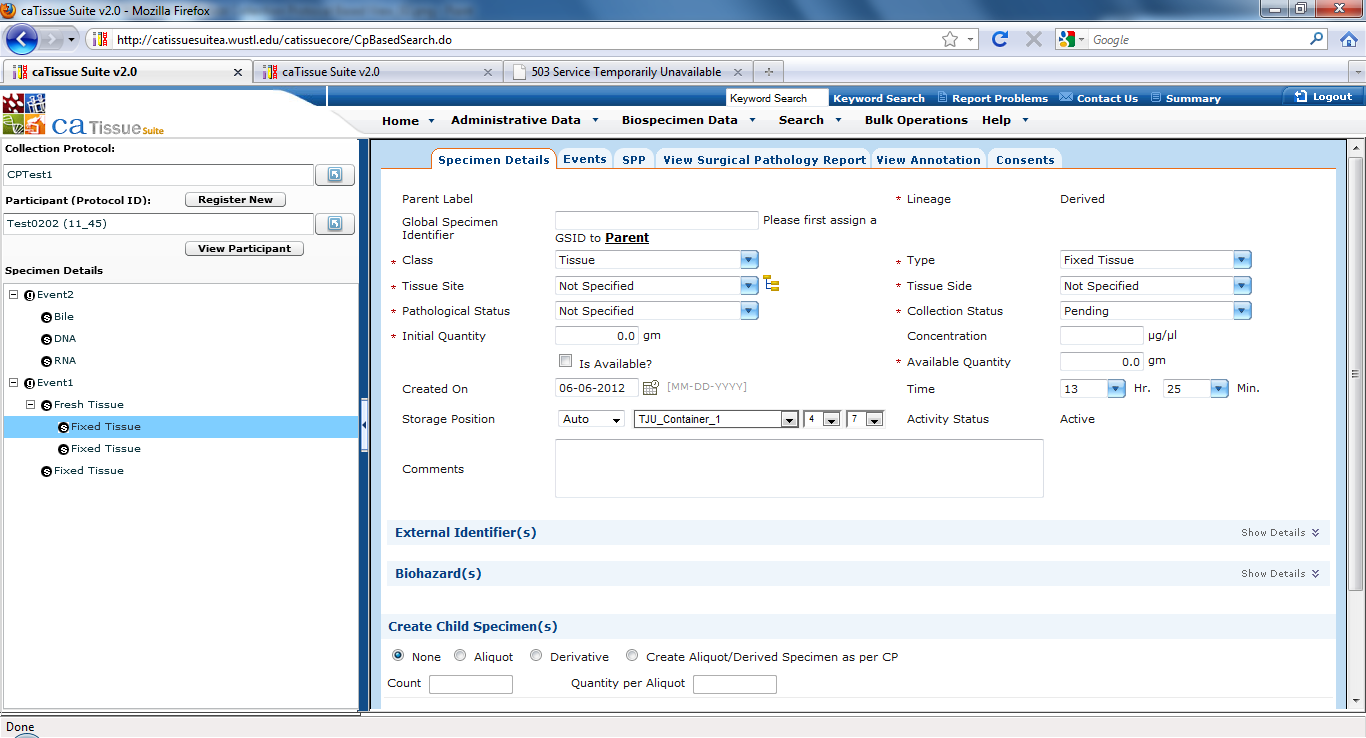 caTissue Suite v2.0 - Mozilla Firefox
http://catissuesuitea.wustl.edu/catissuecore/CpBasedSearch.do
Google
caTissue Suite v2.0
caTissue Suite v2.0
503 Service Temporarily Unavailable
Keyword Search
Keyword Search
Report Problems
Contact Us
Summary
Logout
ca Tissue Suite
Home
Administrative Data
Biospecimen Data
Search
Bulk Operations
Help
Collection Protocol:
CPTest1
Participant (Protocol ID):
Register New
Test0202 (11_45)
View Participant
Specimen Details
Event2
Bile
DNA
RNA
Event1
Fresh Tissue
Fixed Tissue
Fixed Tissue
Fixed Tissue
Specimen Details
Events
SPP
View Surgical Pathology Report
View Annotation
Consents
Parent Label
* Lineage
Derived
Global Specimen
Identifier
Please first assign a
GSID to Parent
* Class
Tissue
* Type
Fixed Tissue
* Tissue Site
Not Specified
* Tissue Side
Not Specified
* Pathological Status
Not Specified
* Collection Status
Pending
* Initial Quantity
0.0 gm
Concentration
µg/µl
Is Available?
* Available Quantity
0.0 gm
Created On
06-06-2012
[MM-DD-YYYY]
Time
13 Hr. 25 Min.
Storage Position
Auto
TJU_Container_1
4
7
Activity Status
Active
Comments
External Identifier(s)
Show Details
Biohazard(s)
Show Details
Create Child Specimen(s)
None
Aliquot
Derivative
Create Aliquot/Derived Specimen as per CP
Count
Quantity per Aliquot
Done